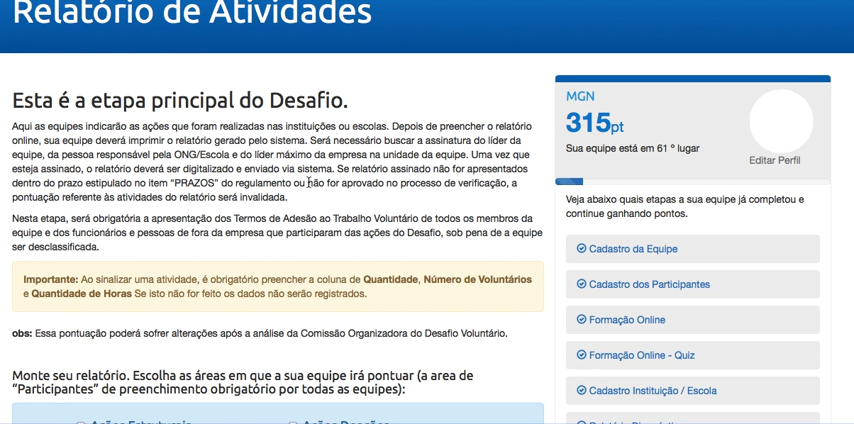 Relatório de Atividades
Esta é a etapa principal do Desafio.
Aqui as equipes indicarão as ações que foram realizadas nas instituições ou escolas. Depois de preencher o relatório
online, sua equipe deverá imprimir o relatório gerado pelo sistema. Será necessário buscar a assinatura do líder da
equipe, da pessoa responsável pela ONG/Escola e do líder máximo da empresa na unidade da equipe. Uma vez que
esteja assinado, o relatório deverá ser digitalizado e enviado via sistema. Se relatório assinado não for apresentados
dentro do prazo estipulado no item "PRAZOS" do regulamento ou não for aprovado no processo de verificação, a
pontuação referente às atividades do relatório será invalidada.
Nesta etapa, será obrigatória a apresentação dos Termos de Adesão ao Trabalho Voluntário de todos os membros da
equipe e dos funcionários e pessoas de fora da empresa que participaram das ações do Desafio, sob pena de a equipe
ser desclassificada.
Importante: Ao sinalizar uma atividade, é obrigatório preencher a coluna de Quantidade, Número de Voluntários
e Quantidade de Horas Se isto não for feito os dados não serão registrados.
obs: Essa pontuação poderá sofrer alterações após a análise da Comissão Organizadora do Desafio Voluntário.
Monte seu relatório. Escolha as áreas em que a sua equipe irá pontuar (a area de
"Participantes" de preenchimento obrigatório por todas as equipes):
MGN
315pt
Sua equipe está em 61 º lugar
Editar Perfil
Veja abaixo quais etapas a sua equipe já completou e
continue ganhando pontos.
Cadastro da Equipe
Cadastro dos Participantes
Formação Online
Formação Online - Quiz
Cadastro Instituição / Escola